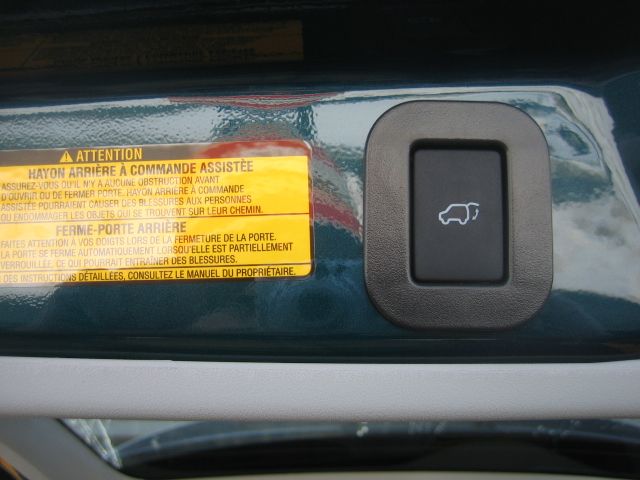 ATTENTION
HAYON ARRIÈRE À COMMANDE ASSISTÉE
ASSUREZ-VOUS QU'IL N'Y A AUCUNE OBSTRUCTION AVANT
D'OUVRIR OU DE FERMER PORTE. HAYON ARRIERE À COMMANDE
ASSISTÉE POURRAIENT CAUSER DES BLESSURES AUX PERSONNES
OU ENDOMMAGER LES OBJETS QUI SE TROUVENT SUR LEUR CHEMIN.
FERME-PORTE ARRIÈRE
FAITES ATTENTION À VOS DOIGTS LORS DE LA FERMETURE DE LA PORTE.
LA PORTE SE FERME AUTOMATIQUEMENT LORSQU'ELLE EST PARTIELLEMENT
VERROUILLÉE, CE QUI POURRAIT ENTRAÎNER DES BLESSURES.
DES INSTRUCTIONS DÉTAILLÉES, CONSULTEZ LE MANUEL DU PROPRIÉTAIRE.